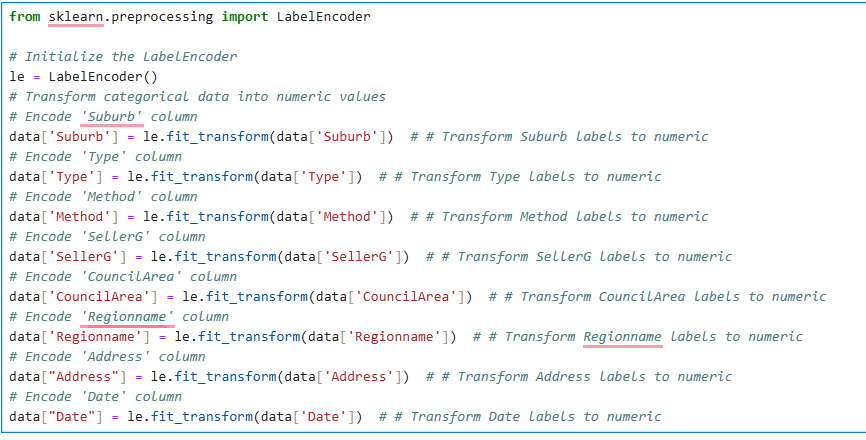 from sklearn.preprocessing import LabelEncoder
# Initialize the LabelEncoder
le = LabelEncoder()
# Transform categorical data into numeric values
# Encode 'Suburb' column
data['Suburb'] = le.fit_transform(data['Suburb'])  # # Transform Suburb labels to numeric
# Encode 'Type' column
data['Type'] = le.fit_transform(data['Type'])  # # Transform Type labels to numeric
# Encode 'Method' column
data['Method'] = le.fit_transform(data['Method'])  # # Transform Method labels to numeric
# Encode 'SellerG' column
data['SellerG'] = le.fit_transform(data['SellerG'])  # # Transform SellerG labels to numeric
# Encode 'CouncilArea' column
data['CouncilArea'] = le.fit_transform(data['CouncilArea'])  # # Transform CouncilArea labels to numeric
# Encode 'Regionname' column
data['Regionname'] = le.fit_transform(data['Regionname'])  # # Transform Regionname labels to numeric
# Encode 'Address' column
data["Address"] = le.fit_transform(data['Address'])  # # Transform Address labels to numeric
# Encode 'Date' column
data["Date"] = le.fit_transform(data['Date'])  # # Transform Date labels to numeric